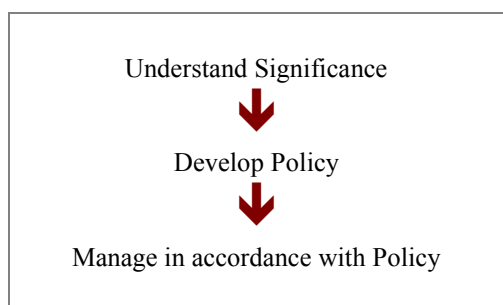 Understand Significance
Develop Policy
Manage in accordance with Policy